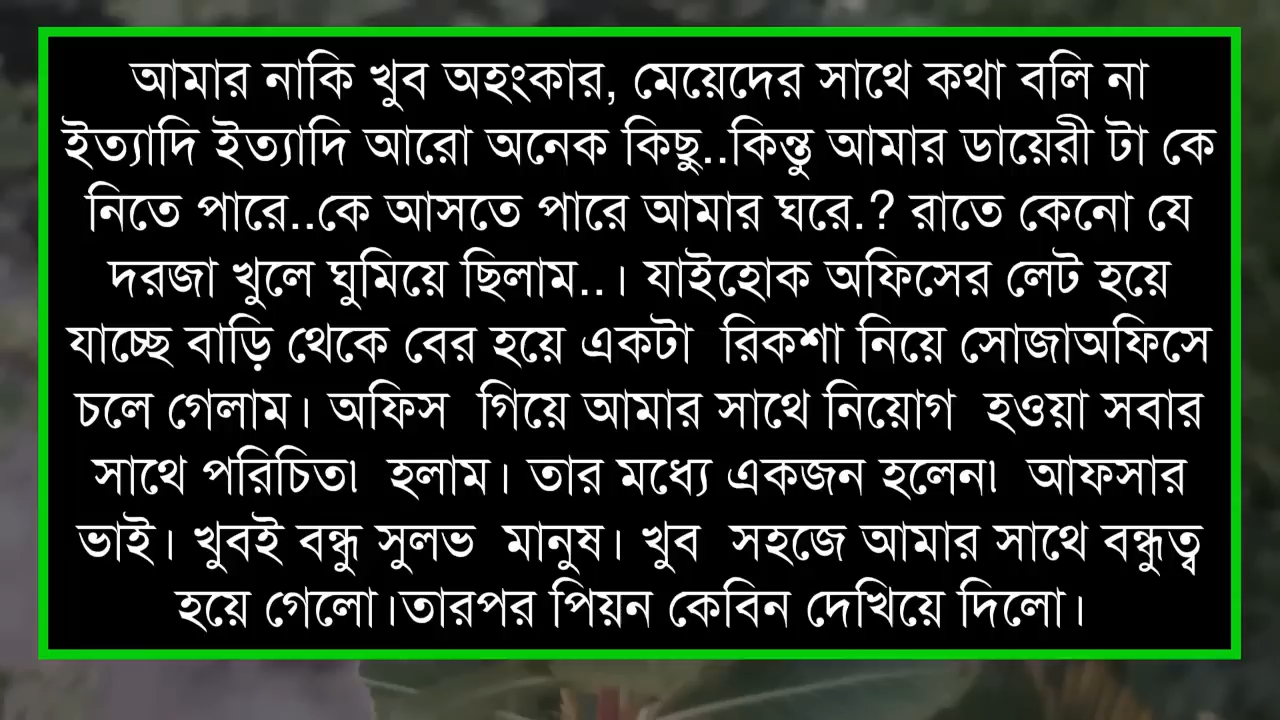 আমার নাকি খুব অহংকার, মেয়েদের সাথে কথা বলি না
ইত্যাদি ইত্যাদি আরো অনেক কিছু..কিন্তু আমার ডায়েরী টা কে
নিতে পারে..কে আসতে পারে আমার ঘরে.? রাতে কেনো যে
দরজা খুলে ঘুমিয়ে ছিলাম..। যাইহোক অফিসের লেট হয়ে
যাচ্ছে বাড়ি থেকে বের হয়ে একটা রিকশা নিয়ে সোজাঅফিসে
চলে গেলাম। অফিস গিয়ে আমার সাথে নিয়োগ হওয়া সবার
সাথে পরিচিত৷ হলাম। তার মধ্যে একজন হলেন৷ আফসার
ভাই। খুবই বন্ধু সুলভ মানুষ। খুব সহজে আমার সাথে বন্ধুত্ব
হয়ে গেলো।তারপর পিয়ন কেবিন দেখিয়ে দিলো।